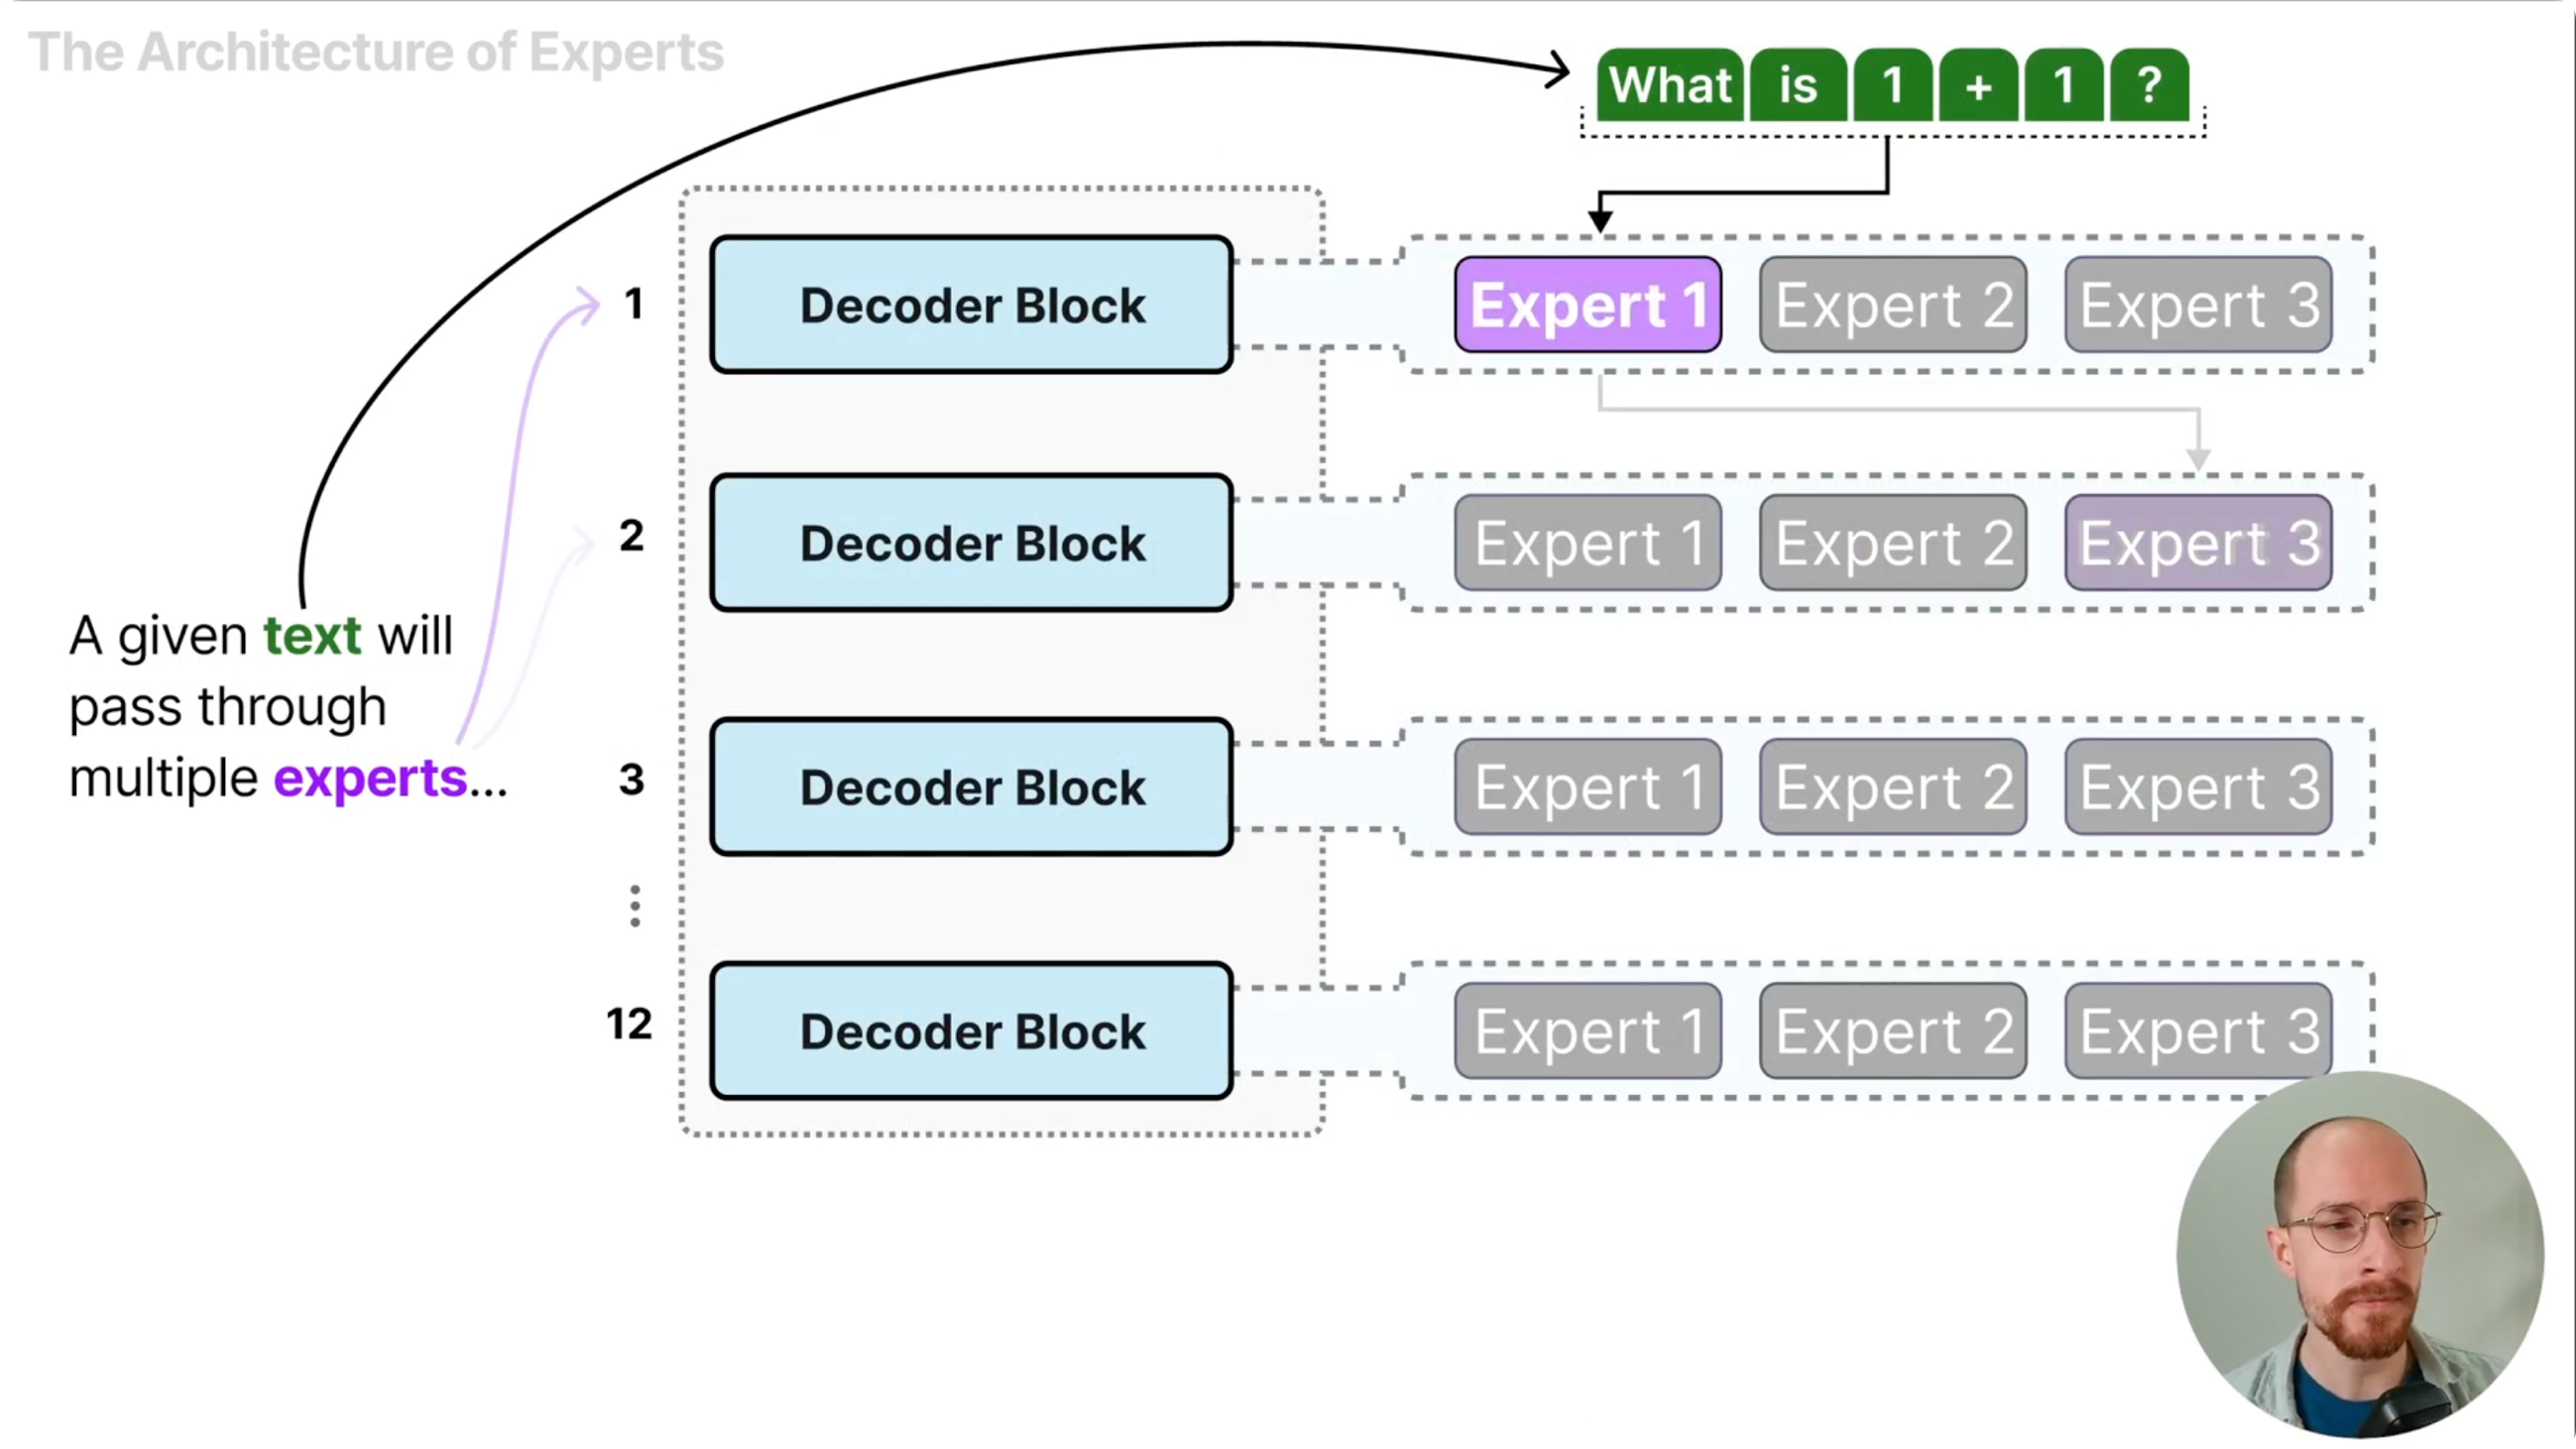 The Architecture of Experts
What is 1 + 1 ?
1
Decoder Block
Expert 1 Expert 2 Expert 3
2
Decoder Block
Expert 1 Expert 2 Expert 3
A given text will
pass through
multiple experts...
3
Decoder Block
Expert 1 Expert 2 Expert 3
12
Decoder Block
Expert 1 Expert 2 Expert 3